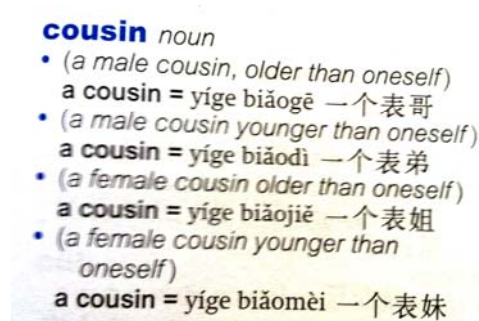 cousin noun
• (a male cousin, older than oneself)
a cousin = yíge biǎogē 一个表哥
• (a male cousin younger than oneself)
a cousin = yíge biǎodì 一个表弟
• (a female cousin older than oneself)
a cousin = yíge biǎojiě 一个表姐
• (a female cousin younger than
oneself)
a cousin = yíge biǎomèi 一个表妹